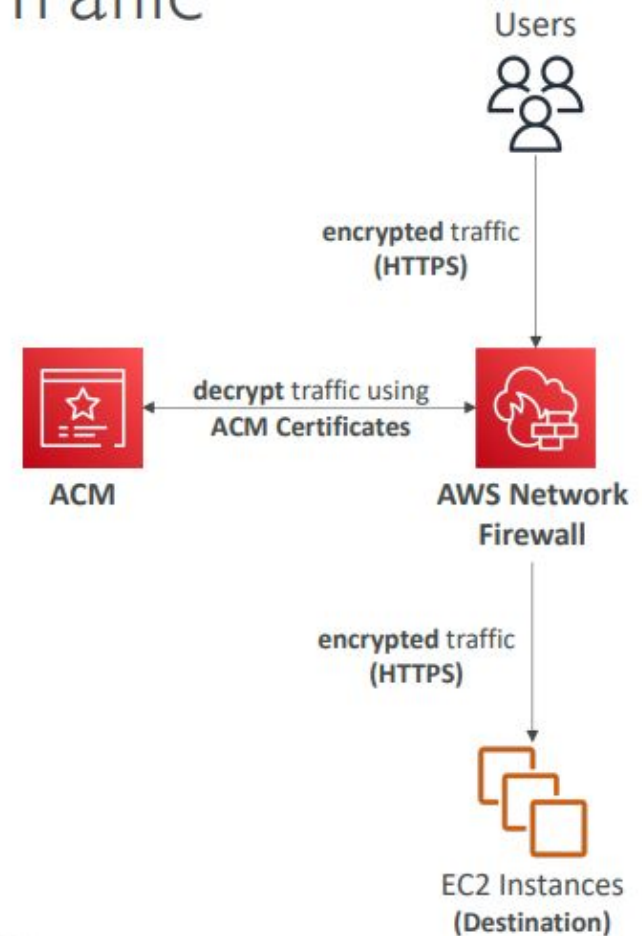 Traffic
Users
encrypted traffic
(HTTPS)
decrypt traffic using
ACM Certificates
ACM
AWS Network
Firewall
encrypted traffic
(HTTPS)
EC2 Instances
(Destination)